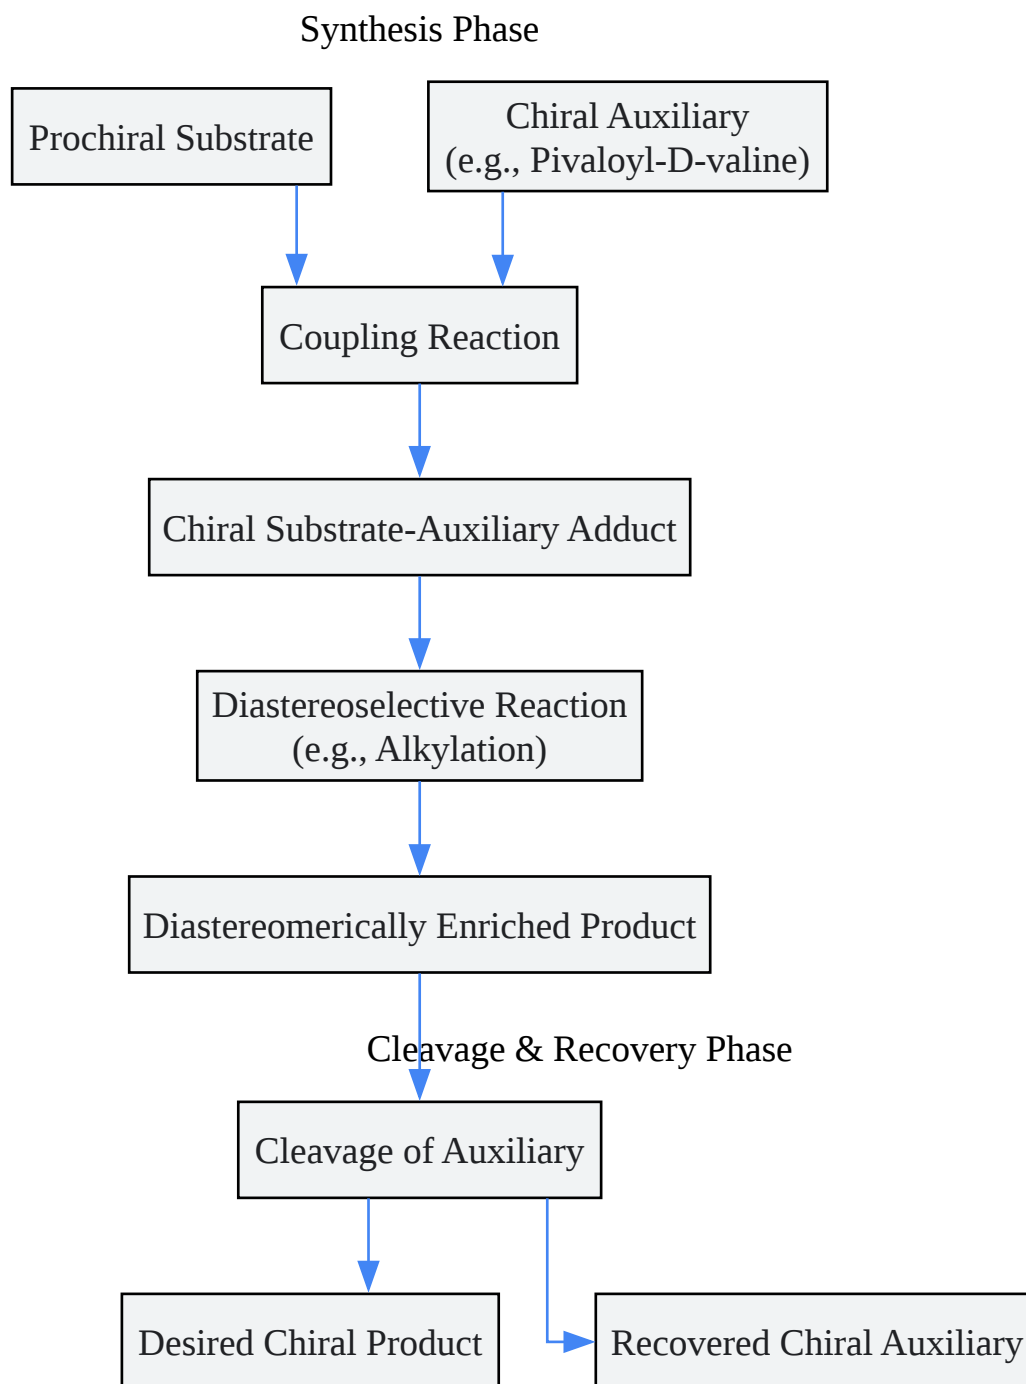 Synthesis Phase
Prochiral Substrate
Chiral Auxiliary
(e.g., Pivaloyl-D-valine)
Coupling Reaction
Chiral Substrate-Auxiliary Adduct
Diastereoselective Reaction
(e.g., Alkylation)
Diastereomerically Enriched Product
Cleavage & Recovery Phase
Cleavage of Auxiliary
Desired Chiral Product
Recovered Chiral Auxiliary